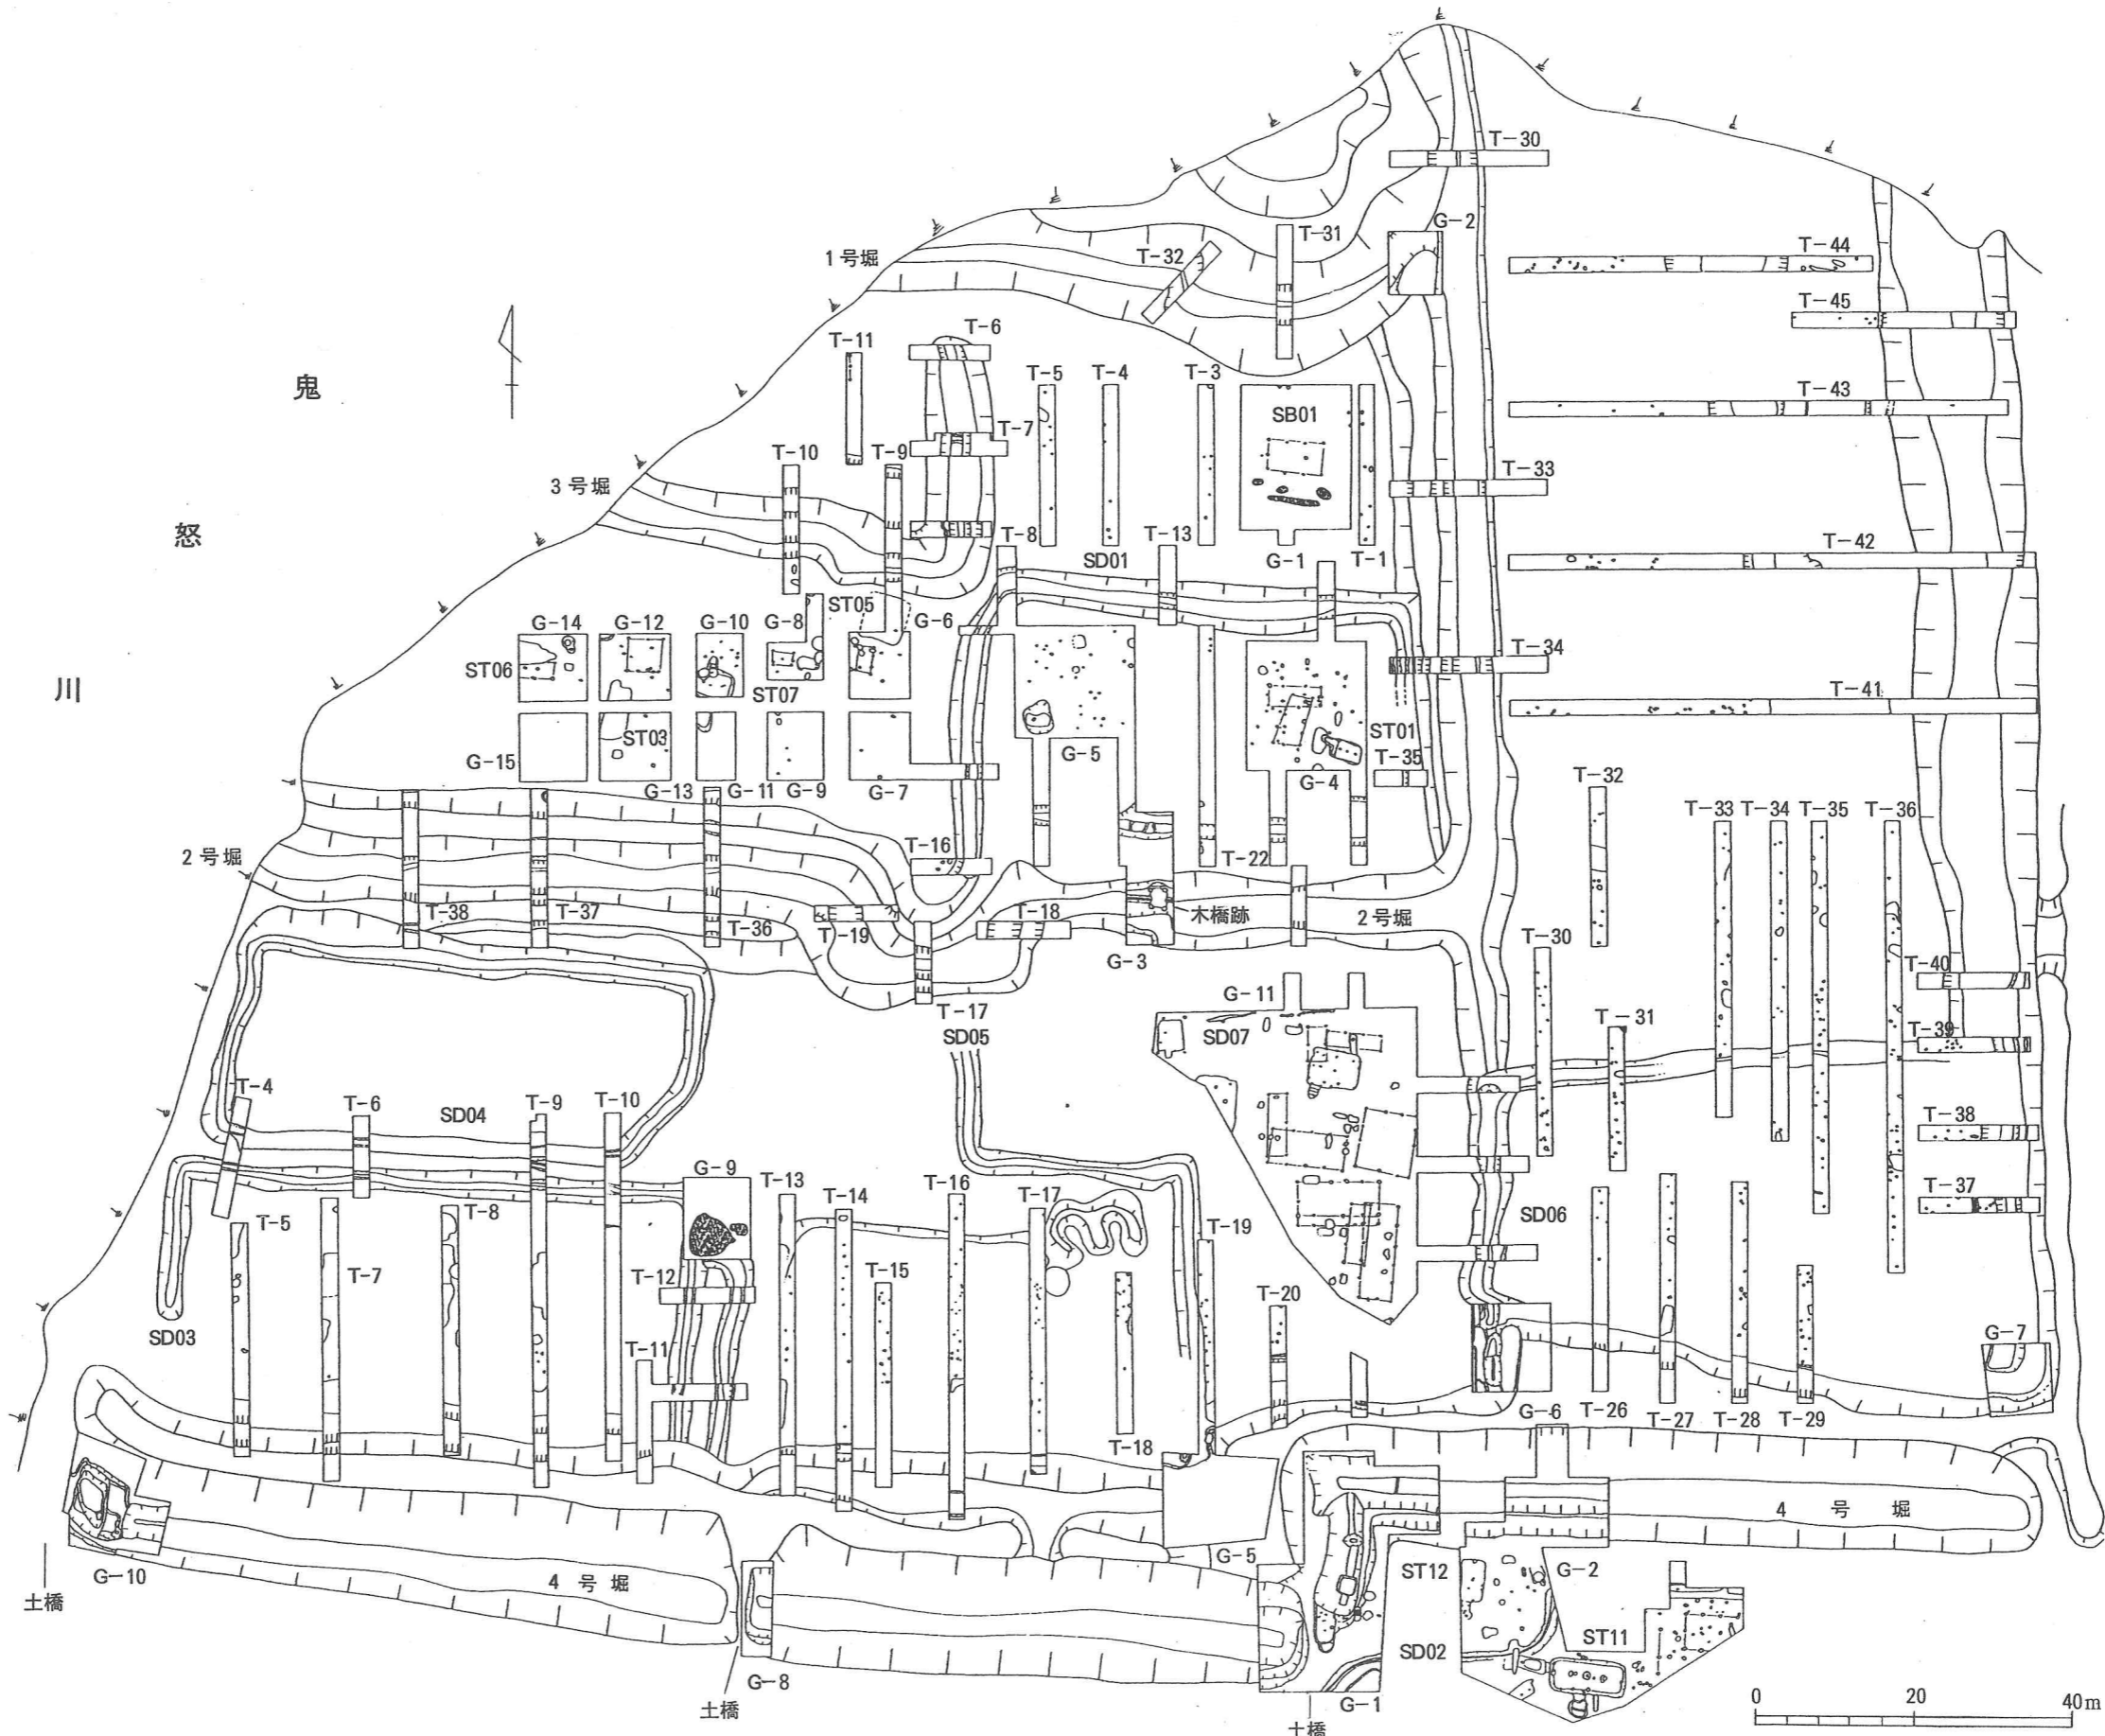 T-30
G-2
T-31
T-32
1号堀
T-44
T-45
T-11
T-6
T-5
T-4
T-3
SB01
T-43
鬼
T-7
T-10
T-9
3号堀
T-33
怒
T-8
SD01
T-13
G-1
T-1
T-42
G-14
G-12
G-10
G-8
ST05
G-6
T-34
ST06
ST07
川
T-41
ST03
G-5
ST01
T-35
G-15
G-13
G-11
G-9
G-7
G-4
T-32
T-33
T-34
T-35
T-36
2号堀
T-16
T-22
T-38
T-37
T-36
T-19
T-18
木橋跡
2号堀
G-3
T-30
T-40
T-17
SD05
G-11
SD07
T-31
T-39
T-4
T-6
SD04
T-9
T-10
T-38
G-9
T-13
T-14
T-16
T-17
T-37
T-5
T-8
T-19
SD06
T-7
T-12
T-15
T-20
SD03
T-11
G-7
T-18
G-6
T-26
T-27
T-28
T-29
4号堀
G-5
G-10
4号堀
ST12
G-2
土橋
ST11
SD02
G-8
G-1
土橋
土橋
0 20 40m